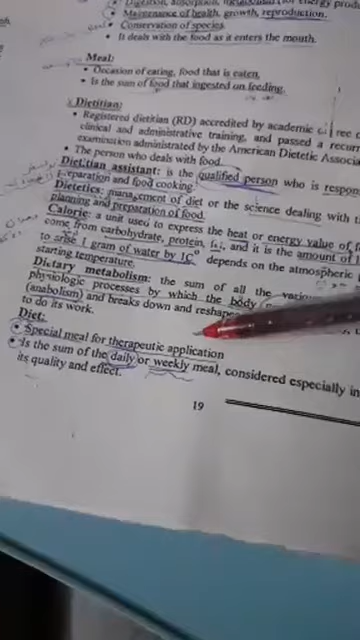 Digestion, absorption,
Maintenance of health, growth, reproduction.
Conservation of species.
It deals with the food as it enters the mouth.
Meal:
Occasion of eating, food that is eaten.
Is the sum of food that ingested on feeding.
Dietitian:
Registered dietitian (RD) accredited by academic
clinical and administrative training, and passed a
examination administered by the American Dietetic
The person who deals with food.
Dietitian assistant: is the qualified person who is
preparation and food cooking.
Dietetics: management of diet or the science dealing with
planning and preparation of food.
Calorie: a unit used to express the heat or energy value of
come from carbohydrate, protein, and it is the amount of
to arise 1 gram of water by 1C° depends on the atmospheric
starting temperature.
Dietary metabolism: the sum of all the
physiologic processes by which the body
(anabolism) and breaks down and
to do its work.
Diet:
Special meal for therapeutic application
Is the sum of the daily or weekly meal, considered especially in
its quality and effect.
19